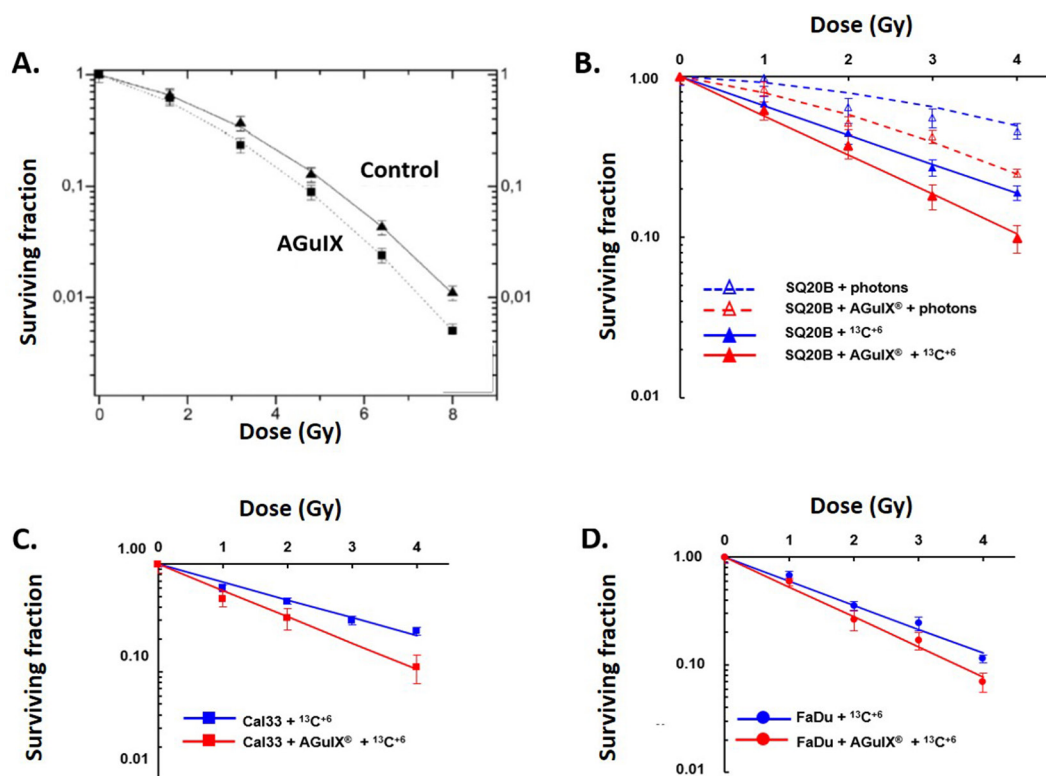 A.
1
0,1
0,01
1
0,1
0,01
Control
AGuIX
0 2 4 6 8
Dose (Gy)
Surviving fraction
B.
Dose (Gy)
0 1 2 3 4
1.00
0.10
0.01
Surviving fraction
SQ20B + photons
SQ20B + AGuIX® + photons
SQ20B + ¹³C⁺⁶
SQ20B + AGuIX® + ¹³C⁺⁶
C.
Dose (Gy)
0 1 2 3 4
1.00
0.10
0.01
Surviving fraction
Cal33 + ¹³C⁺⁶
Cal33 + AGuIX® + ¹³C⁺⁶
D.
Dose (Gy)
0 1 2 3 4
1.00
0.10
0.01
Surviving fraction
FaDu + ¹³C⁺⁶
FaDu + AGuIX® + ¹³C⁺⁶